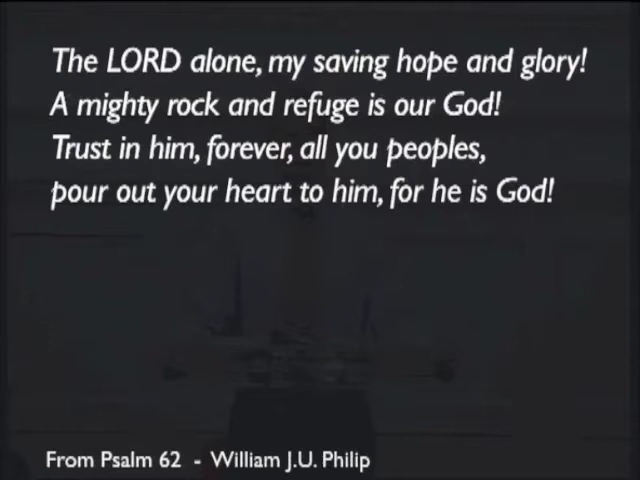 The LORD alone, my saving hope and glory!
A mighty rock and refuge is our God!
Trust in him, forever, all you peoples,
pour out your heart to him, for he is God!
From Psalm 62 - William J.U. Philip